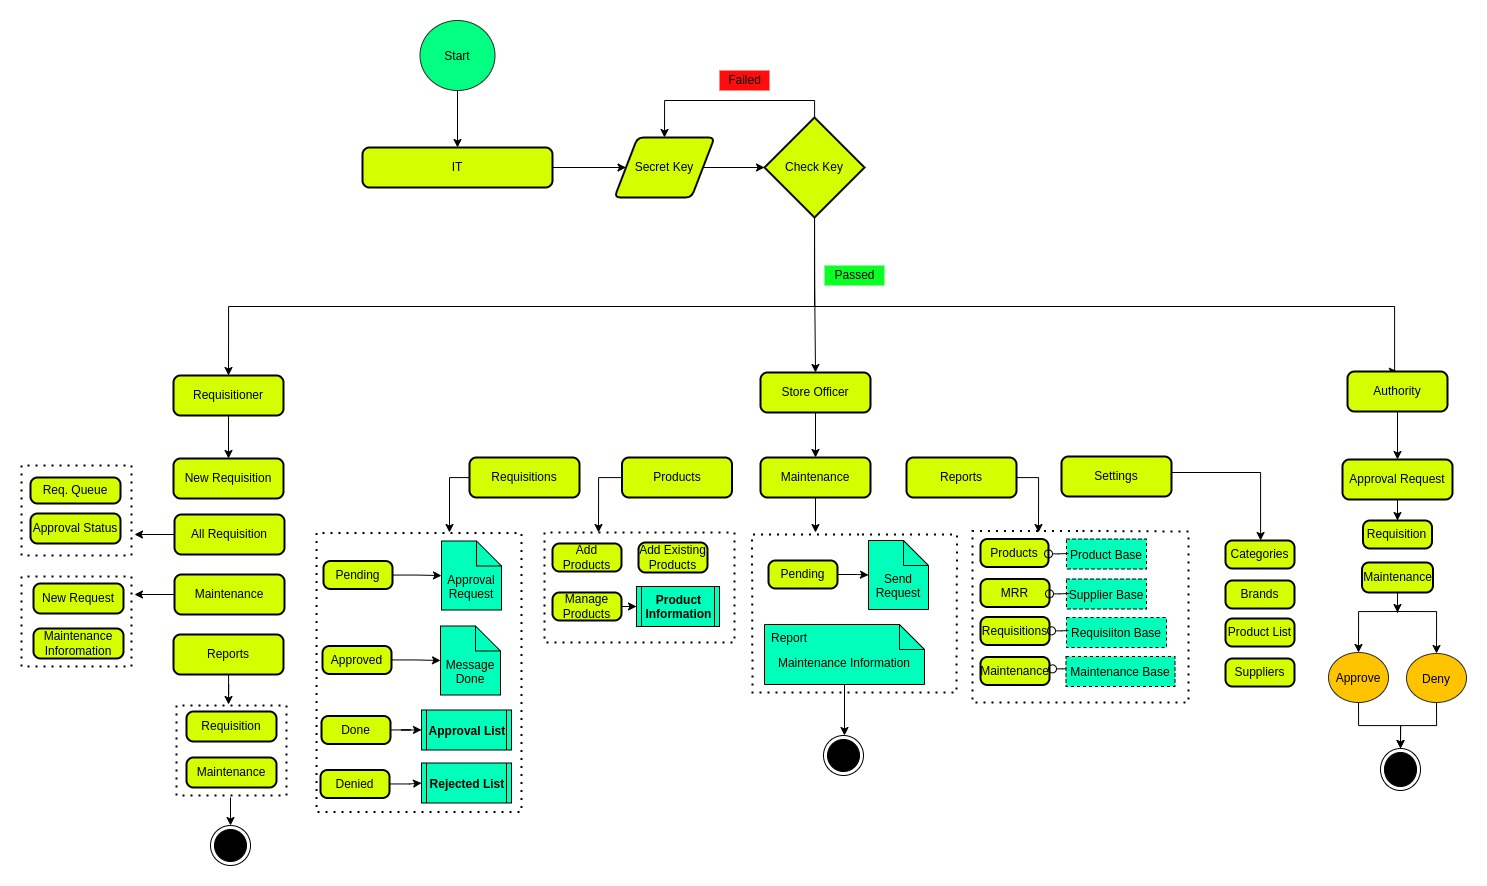 Start
Failed
IT
Secret Key
Check Key
Passed
Requisitioner
Store Officer
Authority
New Requisition
Requisitions
Products
Maintenance
Reports
Settings
Approval Request
Req. Queue
Approval Status
All Requisition
New Request
Maintenance
Inforomation
Maintenance
Reports
Requisition
Maintenance
Pending
Approval
Request
Approved
Message
Done
Done
Approval List
Denied
Rejected List
Add
Products
Add Existing
Products
Manage
Products
Product
Information
Pending
Send
Request
Report
Maintenance Information
Products
Product Base
MRR
Supplier Base
Requisitions
Requisiiton Base
Maintenance
Maintenance Base
Categories
Brands
Product List
Suppliers
Requisition
Maintenance
Approve
Deny